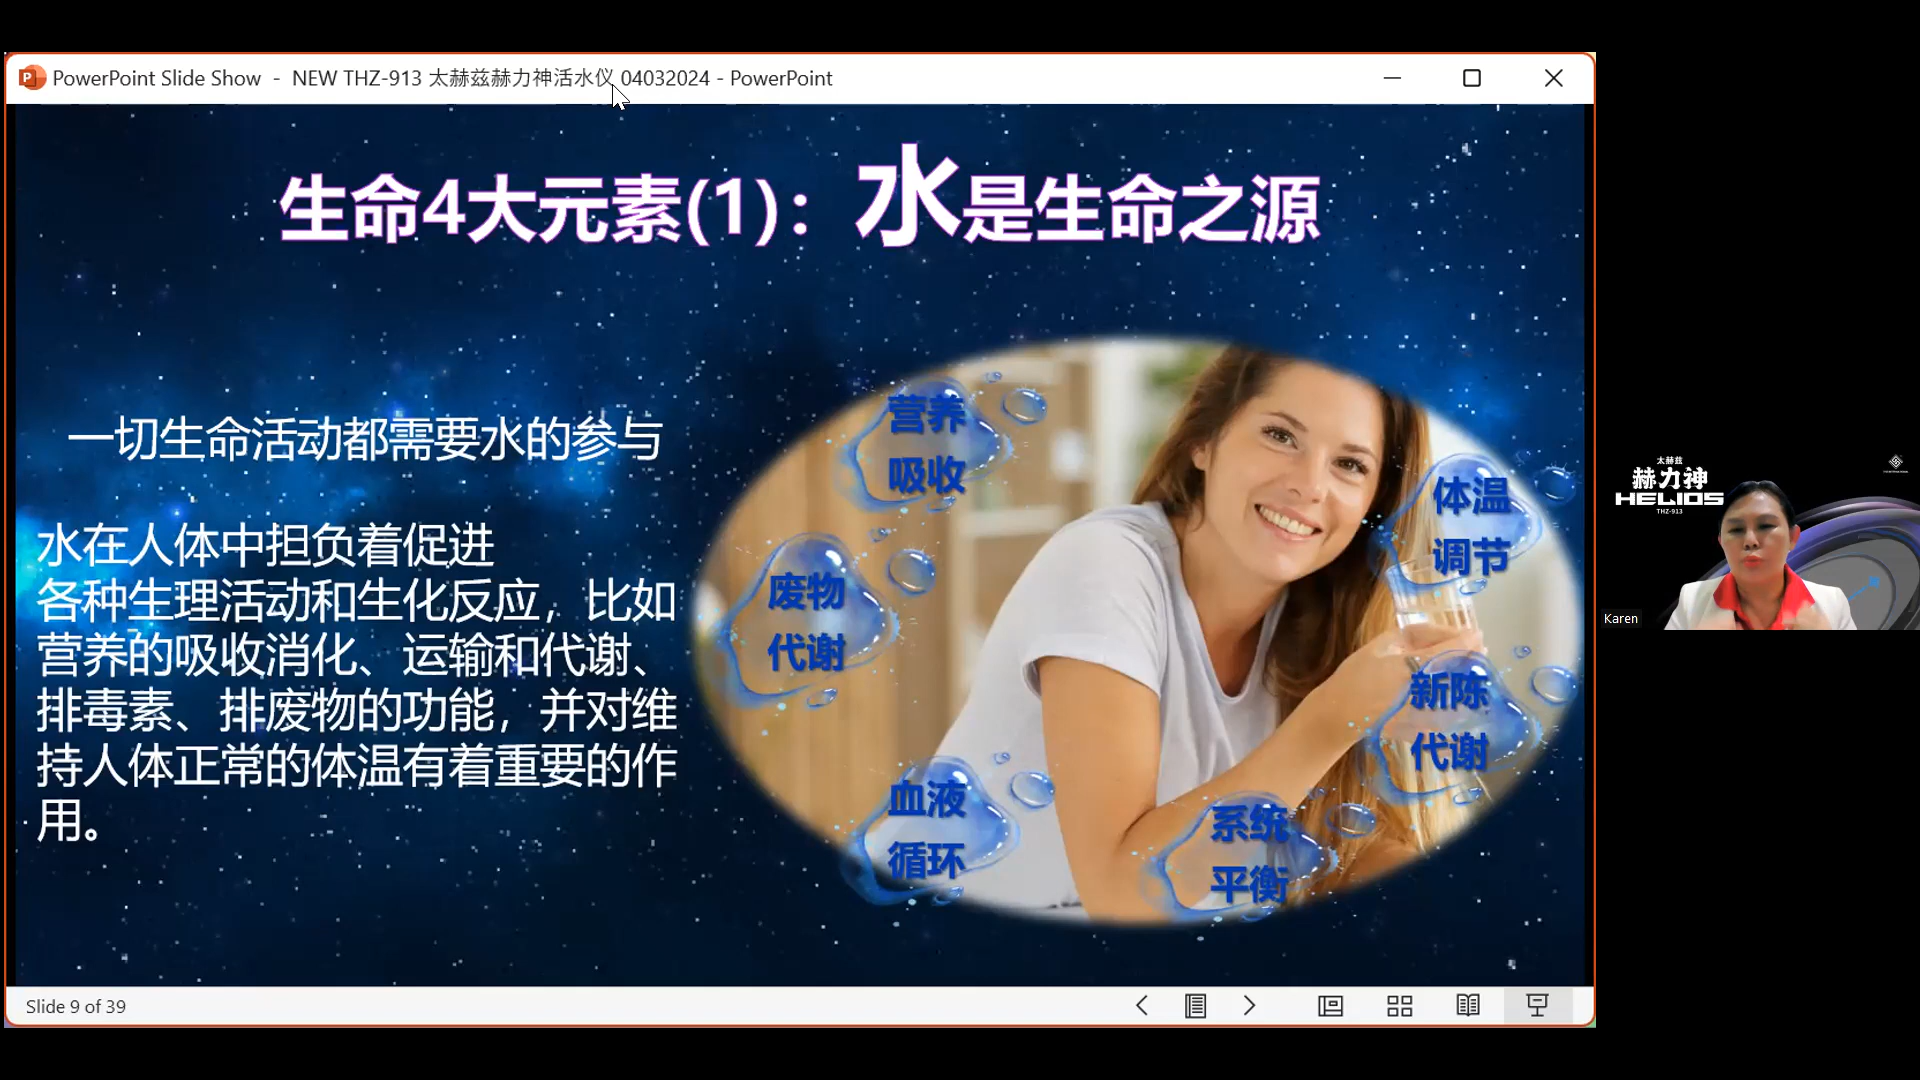 PowerPoint Slide Show - NEW THZ-913 太赫兹赫力神活水仪 04032024 - PowerPoint
生命4大元素(1)：水是生命之源
一切生命活动都需要水的参与
水在人体中担负着促进
各种生理活动和生化反应，比如
营养的吸收消化、运输和代谢、
排毒素、排废物的功能，并对维
持人体正常的体温有着重要的作
用。
营养
吸收
体温
调节
废物
代谢
新陈
代谢
血液
循环
系统
平衡
Slide 9 of 39
太赫兹
赫力神
HELIOS
THZ-913
Karen